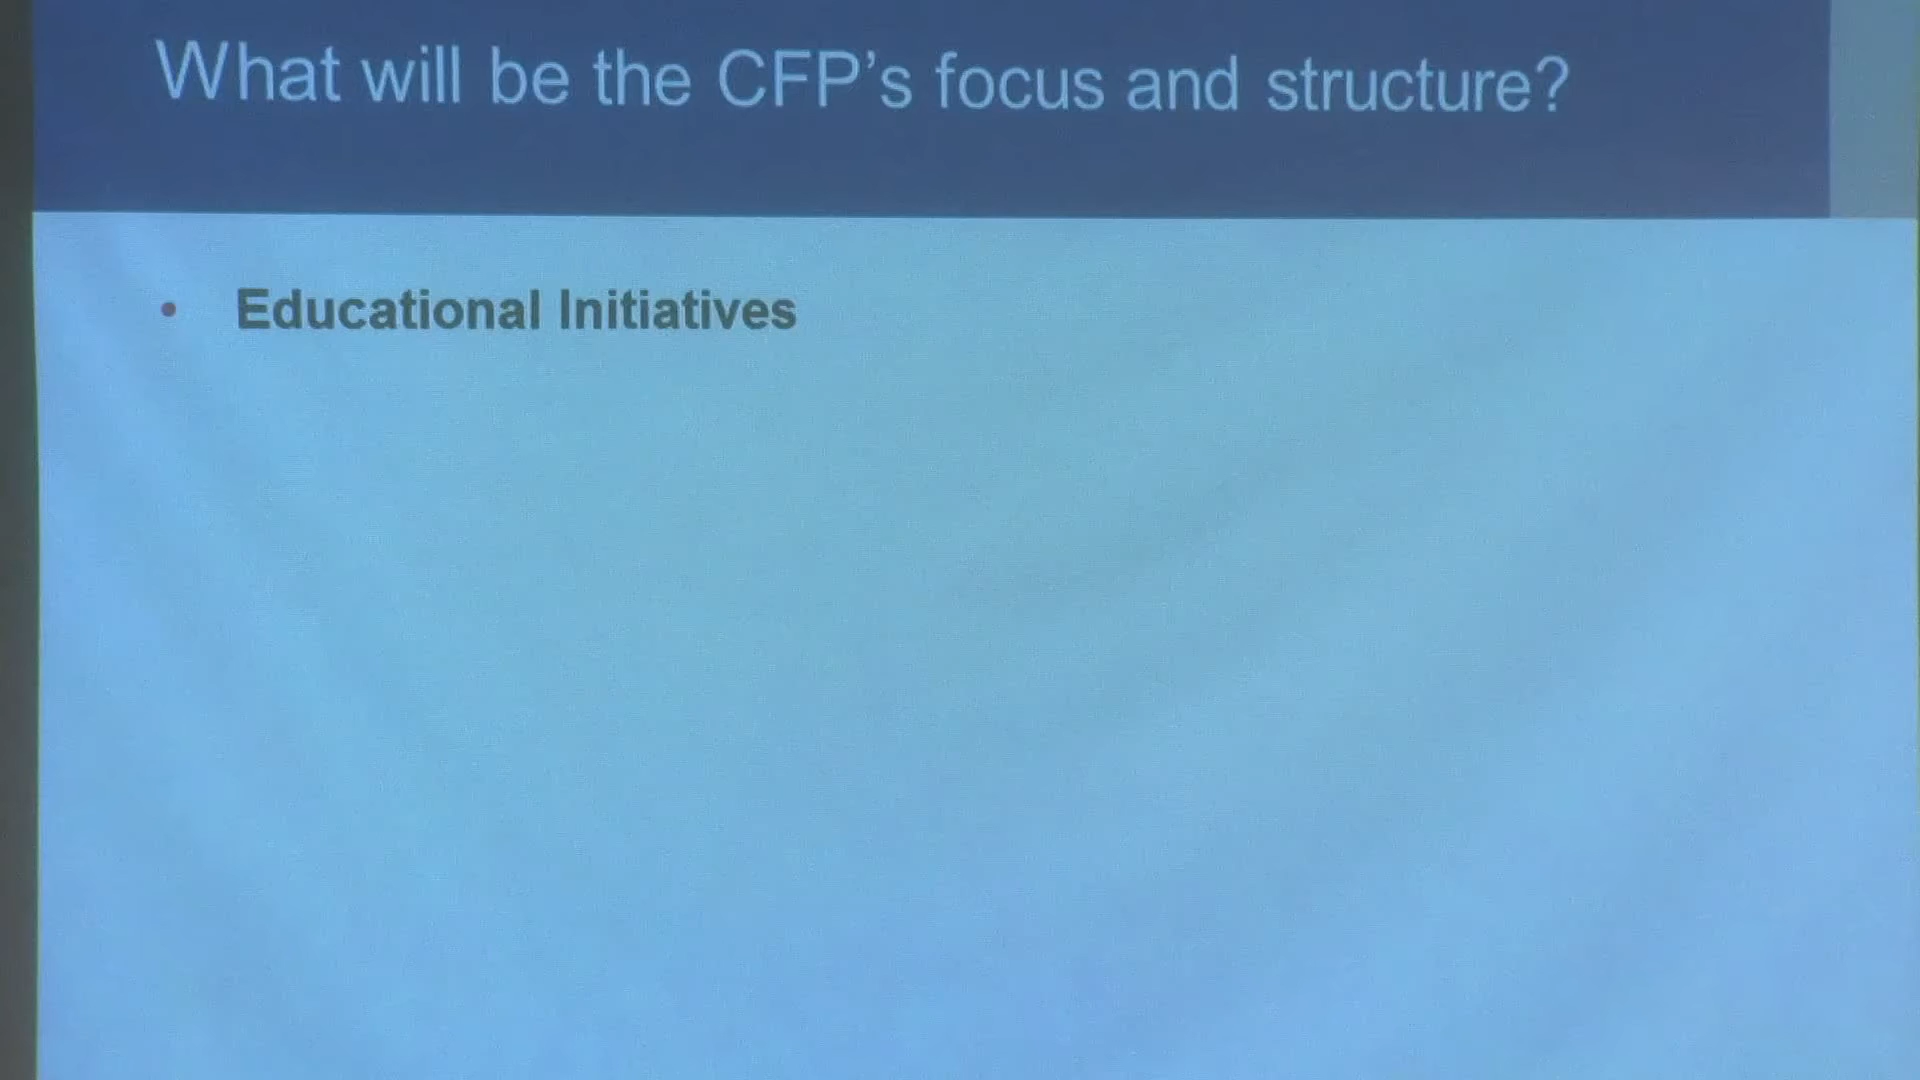 What will be the CFP’s focus and structure?
• Educational Initiatives